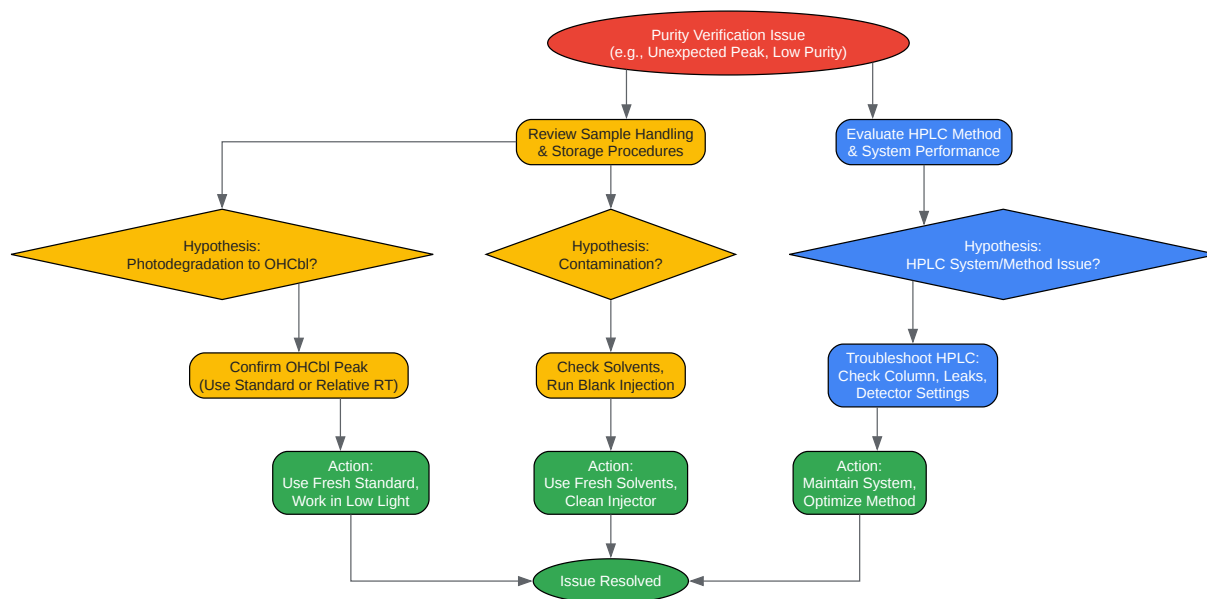 Purity Verification Issue
(e.g., Unexpected Peak, Low Purity)
Review Sample Handling
& Storage Procedures
Evaluate HPLC Method
& System Performance
Hypothesis:
Photodegradation to OHCbl?
Hypothesis:
Contamination?
Hypothesis:
HPLC System/Method Issue?
Confirm OHCbl Peak
(Use Standard or Relative RT)
Check Solvents,
Run Blank Injection
Troubleshoot HPLC:
Check Column, Leaks,
Detector Settings
Action:
Use Fresh Standard,
Work in Low Light
Action:
Use Fresh Solvents,
Clean Injector
Action:
Maintain System,
Optimize Method
Issue Resolved